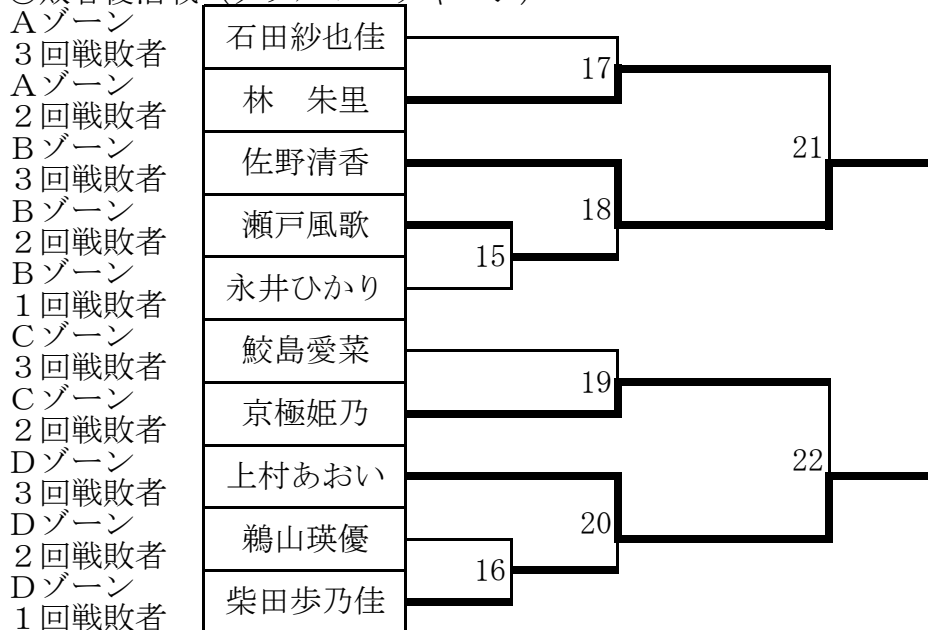 Aゾーン
3回戦敗者
石田紗也佳
Aゾーン
2回戦敗者
林　朱里
Bゾーン
3回戦敗者
佐野清香
Bゾーン
2回戦敗者
瀬戸風歌
Bゾーン
1回戦敗者
永井ひかり
Cゾーン
3回戦敗者
鮫島愛菜
Cゾーン
2回戦敗者
京極姫乃
Dゾーン
3回戦敗者
上村あおい
Dゾーン
2回戦敗者
鵜山瑛優
Dゾーン
1回戦敗者
柴田歩乃佳
17
21
18
15
19
22
20
16